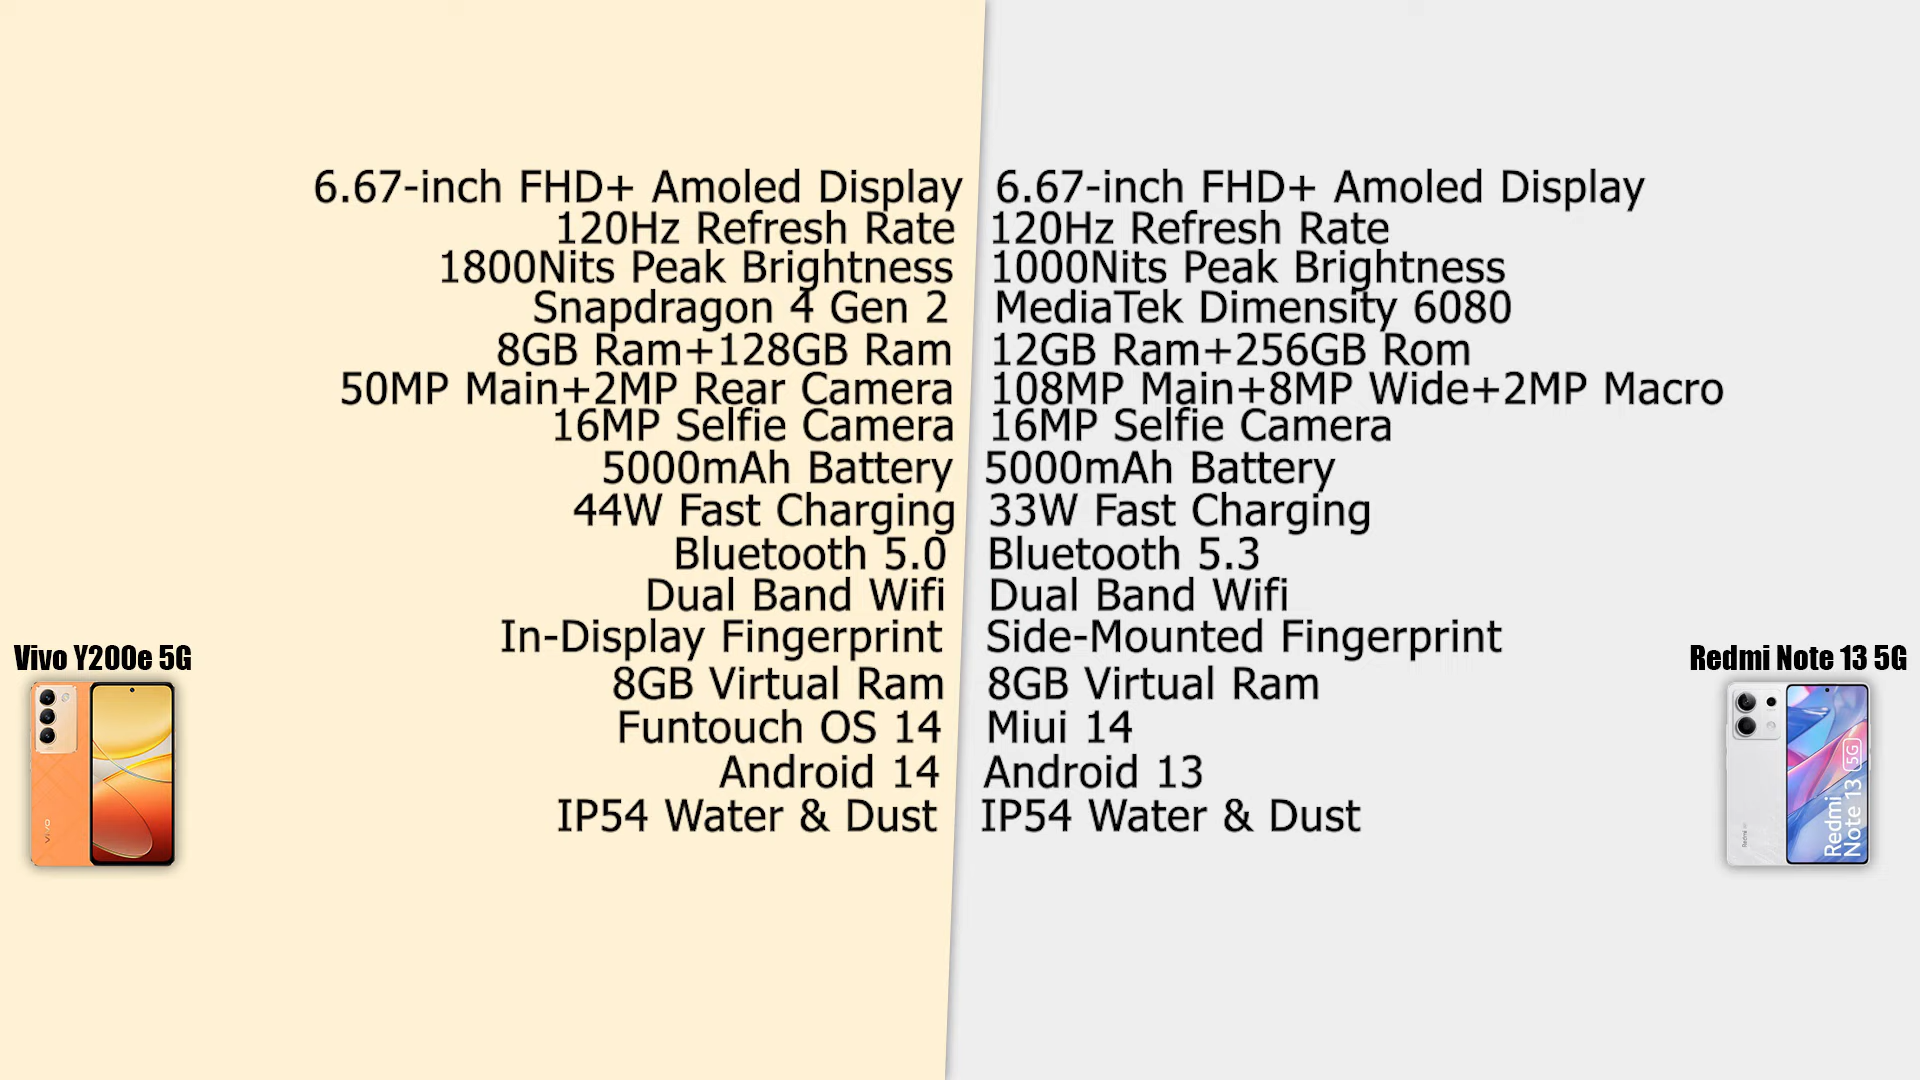 6.67-inch FHD+ Amoled Display
120Hz Refresh Rate
1800Nits Peak Brightness
Snapdragon 4 Gen 2
8GB Ram+128GB Ram
50MP Main+2MP Rear Camera
16MP Selfie Camera
5000mAh Battery
44W Fast Charging
Bluetooth 5.0
Dual Band Wifi
In-Display Fingerprint
8GB Virtual Ram
Funtouch OS 14
Android 14
IP54 Water & Dust
Vivo Y200e 5G
vivo
6.67-inch FHD+ Amoled Display
120Hz Refresh Rate
1000Nits Peak Brightness
MediaTek Dimensity 6080
12GB Ram+256GB Rom
108MP Main+8MP Wide+2MP Macro
16MP Selfie Camera
5000mAh Battery
33W Fast Charging
Bluetooth 5.3
Dual Band Wifi
Side-Mounted Fingerprint
8GB Virtual Ram
Miui 14
Android 13
IP54 Water & Dust
Redmi Note 13 5G
Redmi
Redmi
Note 13 5G